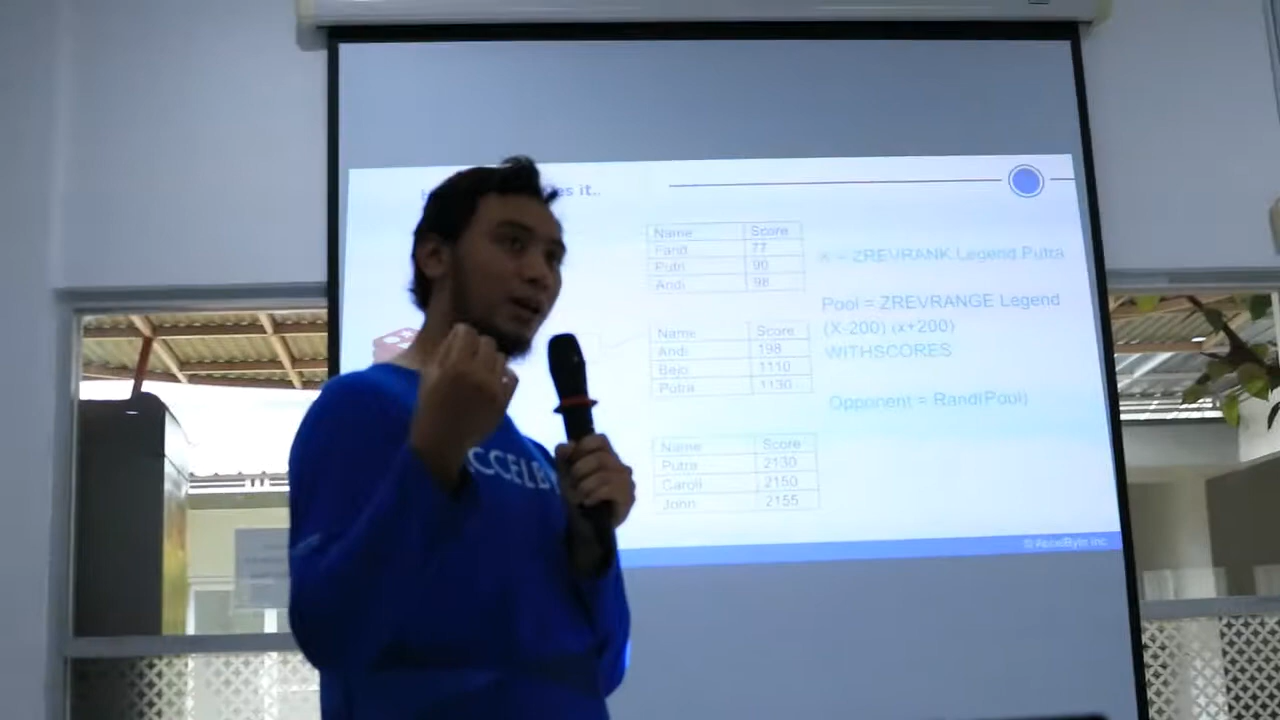 es it..
Name Score
Farid 77
Putri 90
Andi 98
Name Score
Andi 198
Bejo 1110
Putra 1130
Name Score
Putra 2130
Caroll 2150
John 2155
X = ZREVRANK Legend Putra
Pool = ZREVRANGE Legend
(X-200) (x+200)
WITHSCORES
Opponent = Rand(Pool)
© AccelByte Inc
CCELBY